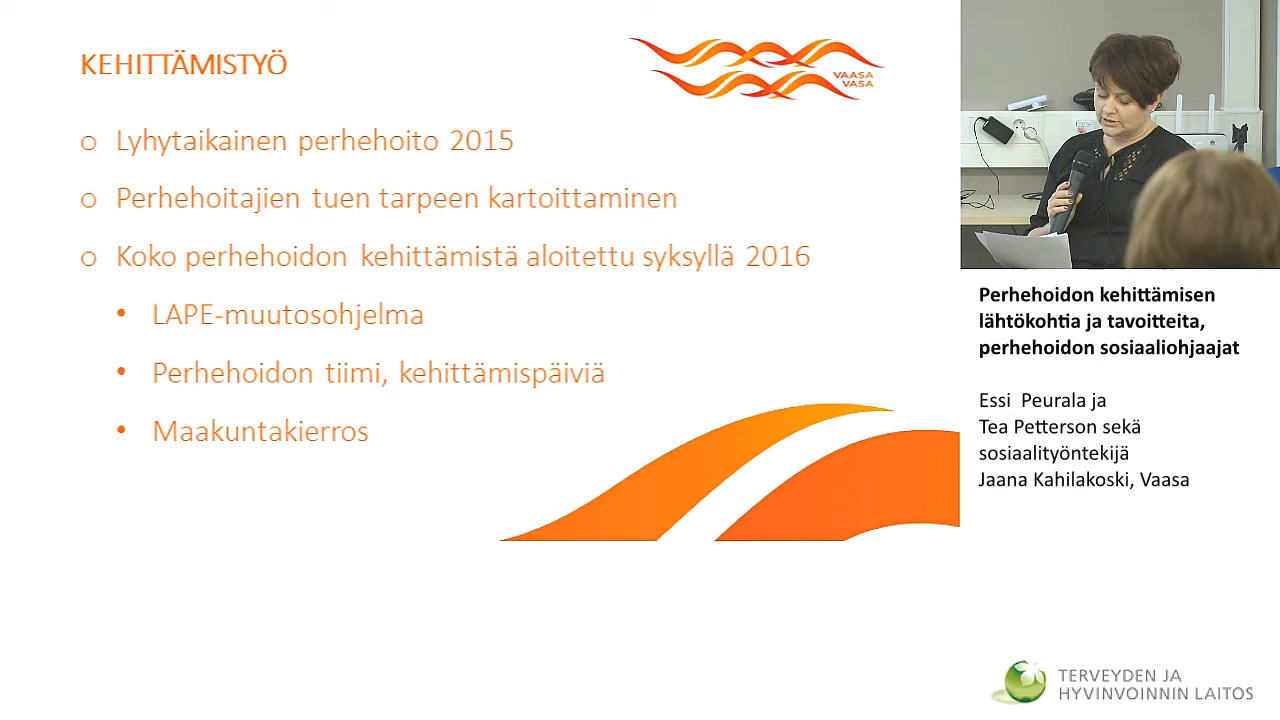 KEHITTÄMISTYÖ
VAASA
VASA
o Lyhytaikainen perhehoito 2015
o Perhehoitajien tuen tarpeen kartoittaminen
o Koko perhehoidon kehittämistä aloitettu syksyllä 2016
• LAPE-muutosohjelma
• Perhehoidon tiimi, kehittämispäiviä
• Maakuntakierros
Perhehoidon kehittämisen
lähtökohtia ja tavoitteita,
perhehoidon sosiaaliohjaajat
Essi Peurala ja
Tea Petterson sekä
sosiaalityöntekijä
Jaana Kahilakoski, Vaasa
TERVEYDEN JA
HYVINVOINNIN LAITOS